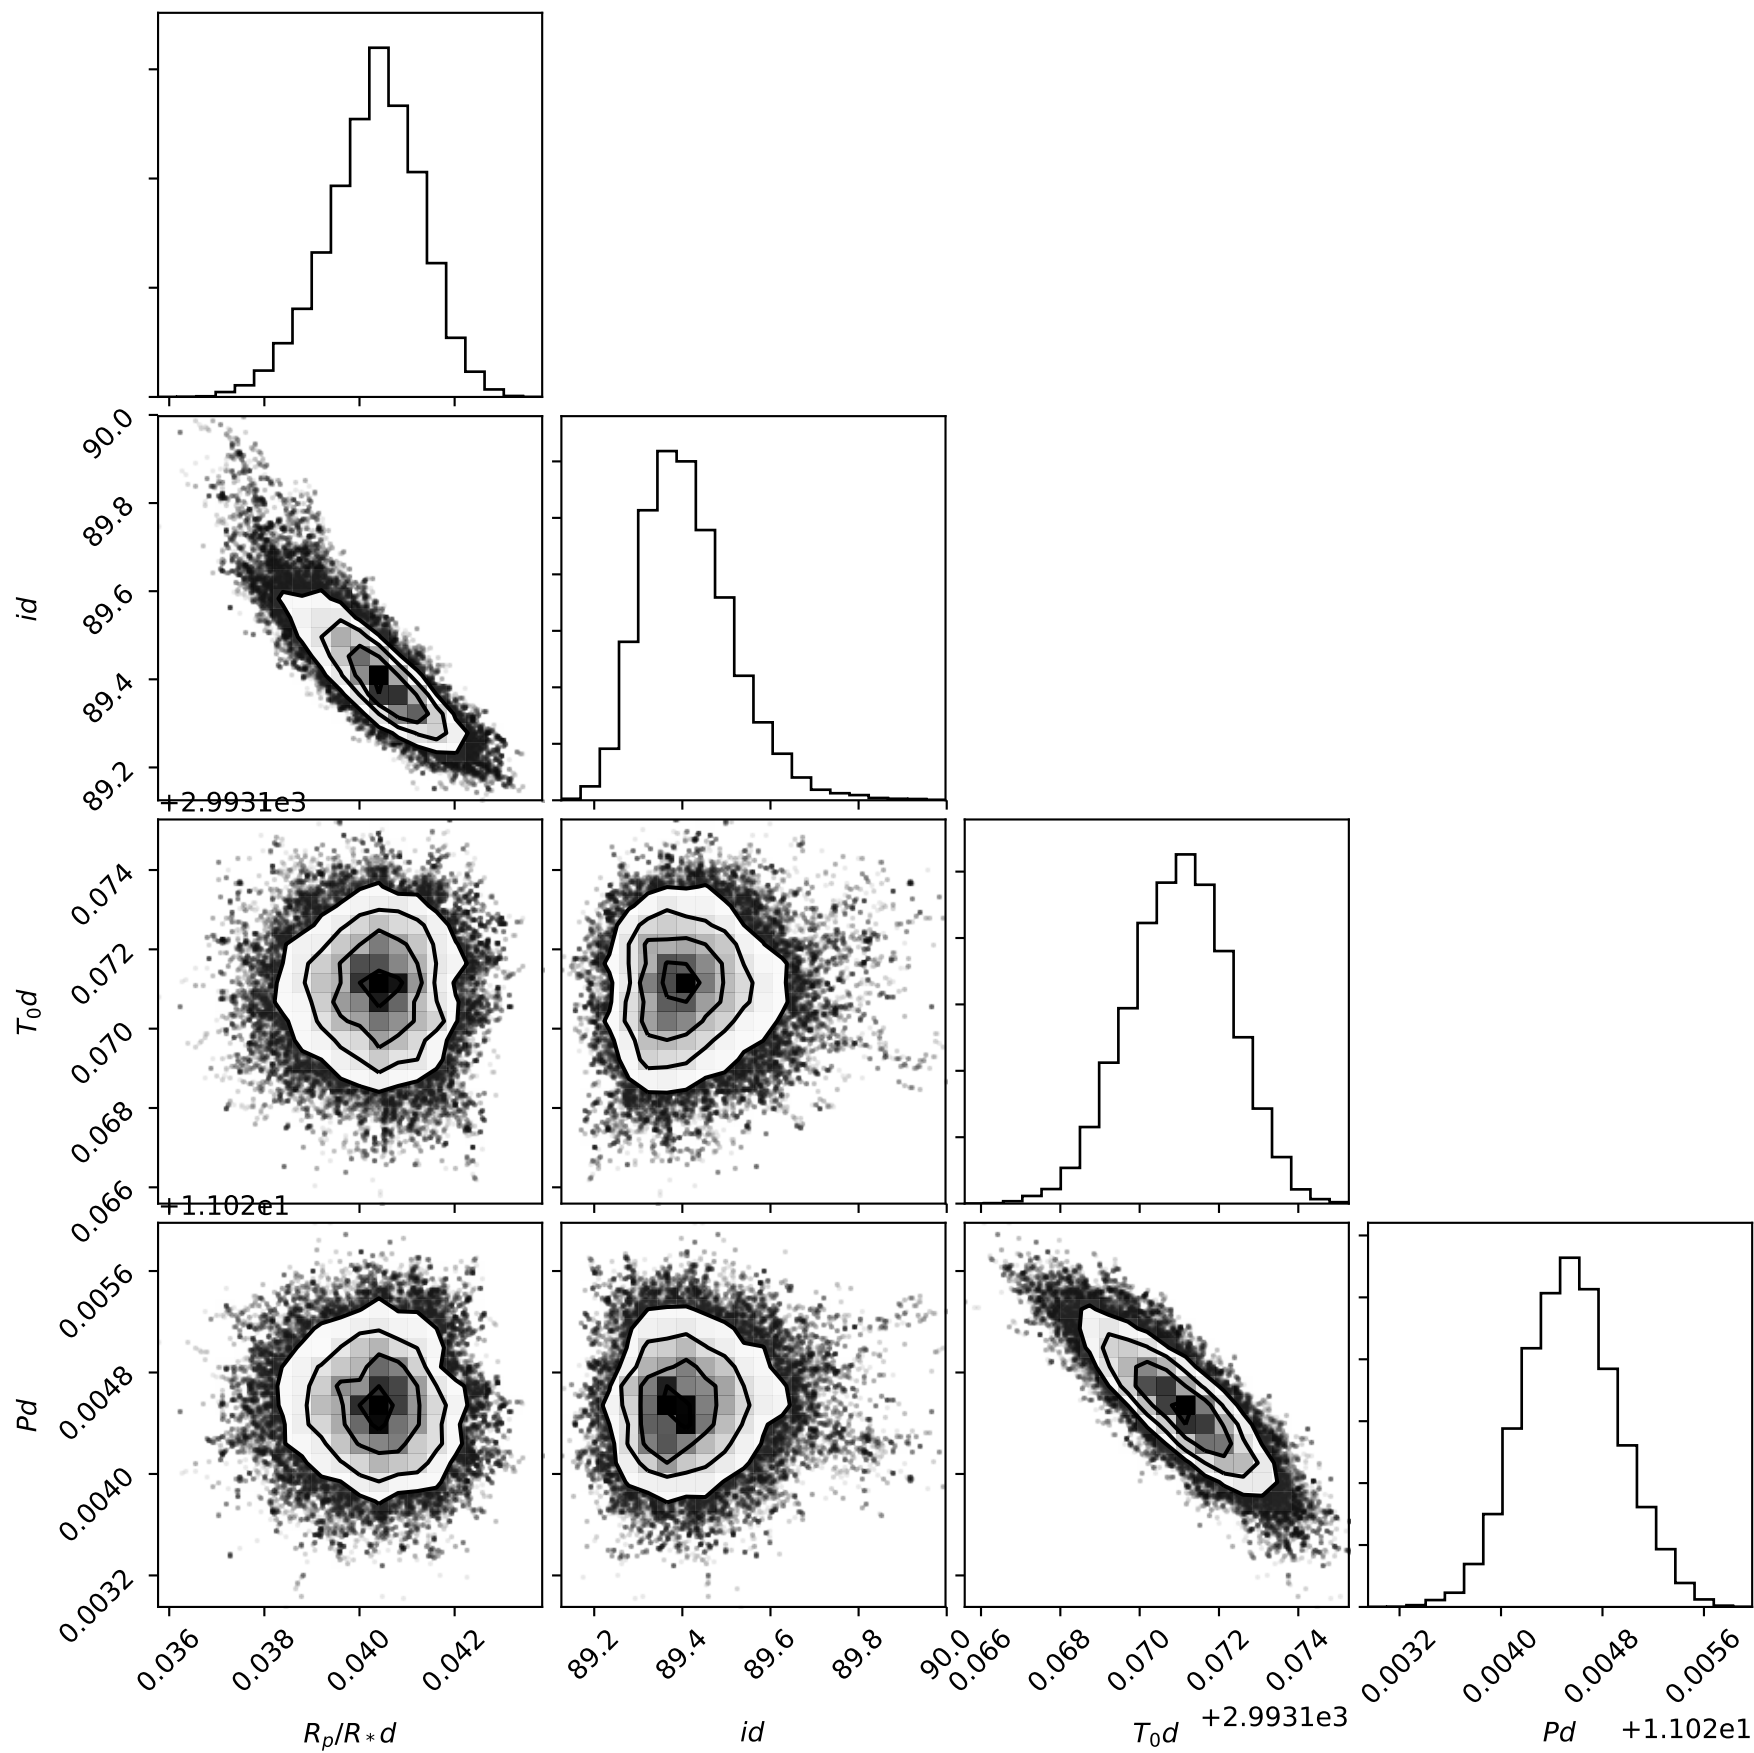 90.0
89.8
89.6
89.4
89.2
id
+2.9931e3
0.074
0.072
0.070
0.068
0.066
T₀d
+1.102e1
0.0056
0.0048
0.0040
0.0032
Pd
0.036 0.038 0.040 0.042
89.2 89.4 89.6 89.8 90.0
0.066 0.068 0.070 0.072 0.074
0.0032 0.0040 0.0048 0.0056
Rₚ/R*d
id
T₀d +2.9931e3
Pd +1.102e1